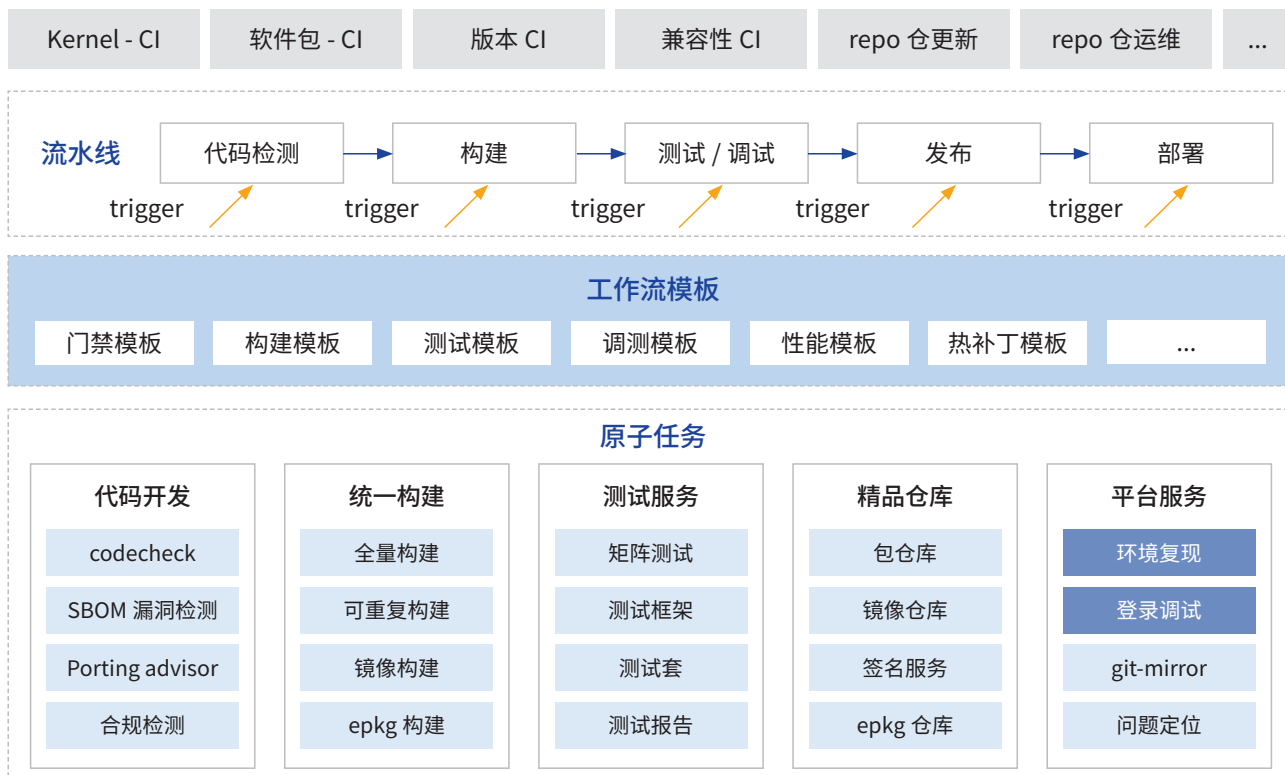 Kernel - CI
软件包 - CI
版本 CI
兼容性 CI
repo 仓更新
repo 仓运维
...
流水线
代码检测
构建
测试 / 调试
发布
部署
trigger
trigger
trigger
trigger
trigger
工作流模板
门禁模板
构建模板
测试模板
调测模板
性能模板
热补丁模板
...
原子任务
代码开发
codecheck
SBOM 漏洞检测
Porting advisor
合规检测
统一构建
全量构建
可重复构建
镜像构建
epkg 构建
测试服务
矩阵测试
测试框架
测试套
测试报告
精品仓库
包仓库
镜像仓库
签名服务
epkg 仓库
平台服务
环境复现
登录调试
git-mirror
问题定位